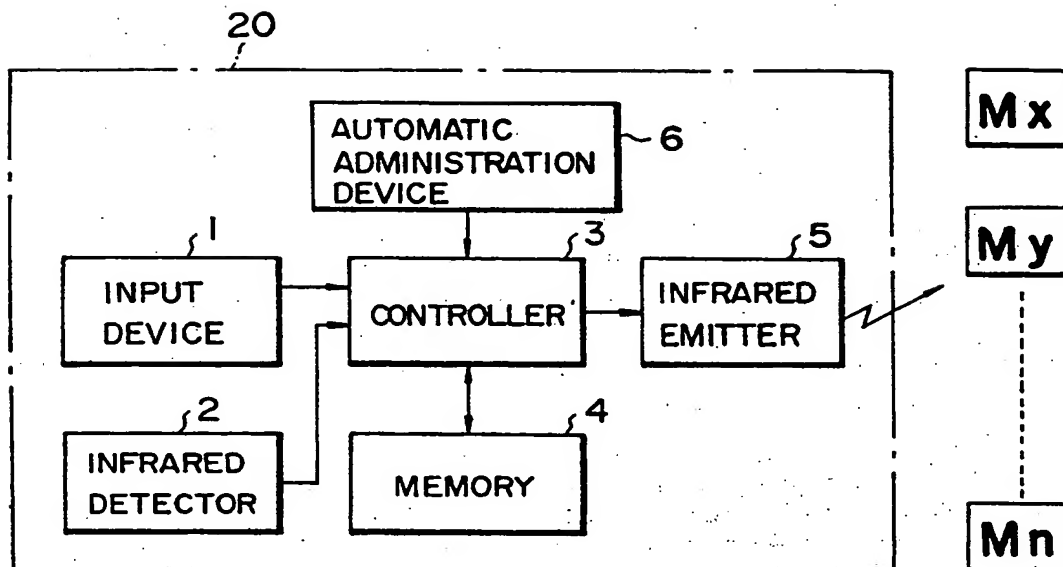 20
AUTOMATIC
ADMINISTRATION
DEVICE
6
Mx
1
INPUT
DEVICE
3
CONTROLLER
5
INFRARED
EMITTER
My
2
INFRARED
DETECTOR
4
MEMORY
Mn